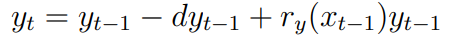 y_t = y_{t−1} − dy_{t−1} + r_y(x_{t−1})y_{t−1}